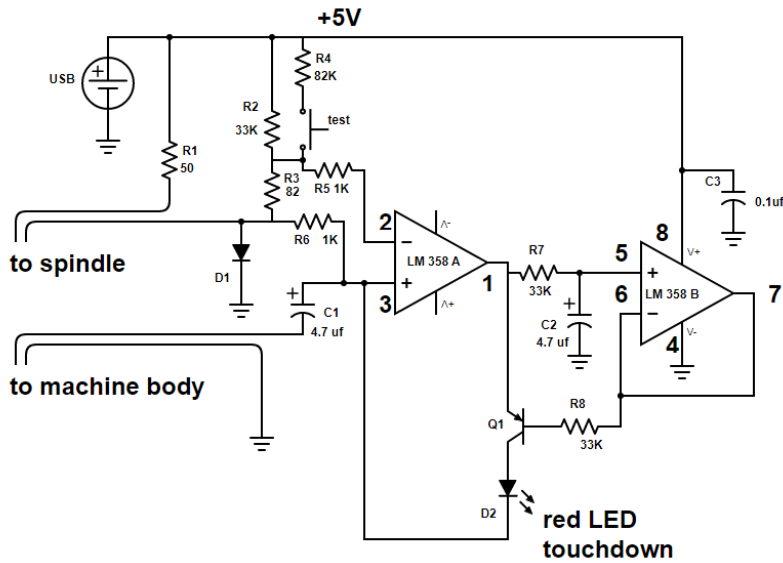 +5V
USB
R4
82K
R2
33K
test
R1
50
R3
82
R5 1K
C3
0.1uf
R6
1K
to spindle
D1
2
3
1
V-
LM 358 A
V+
R7
33K
5
6
8
V+
LM 358 B
7
4
V-
C1
4.7 uf
C2
4.7 uf
to machine body
Q1
R8
33K
D2
red LED
touchdown